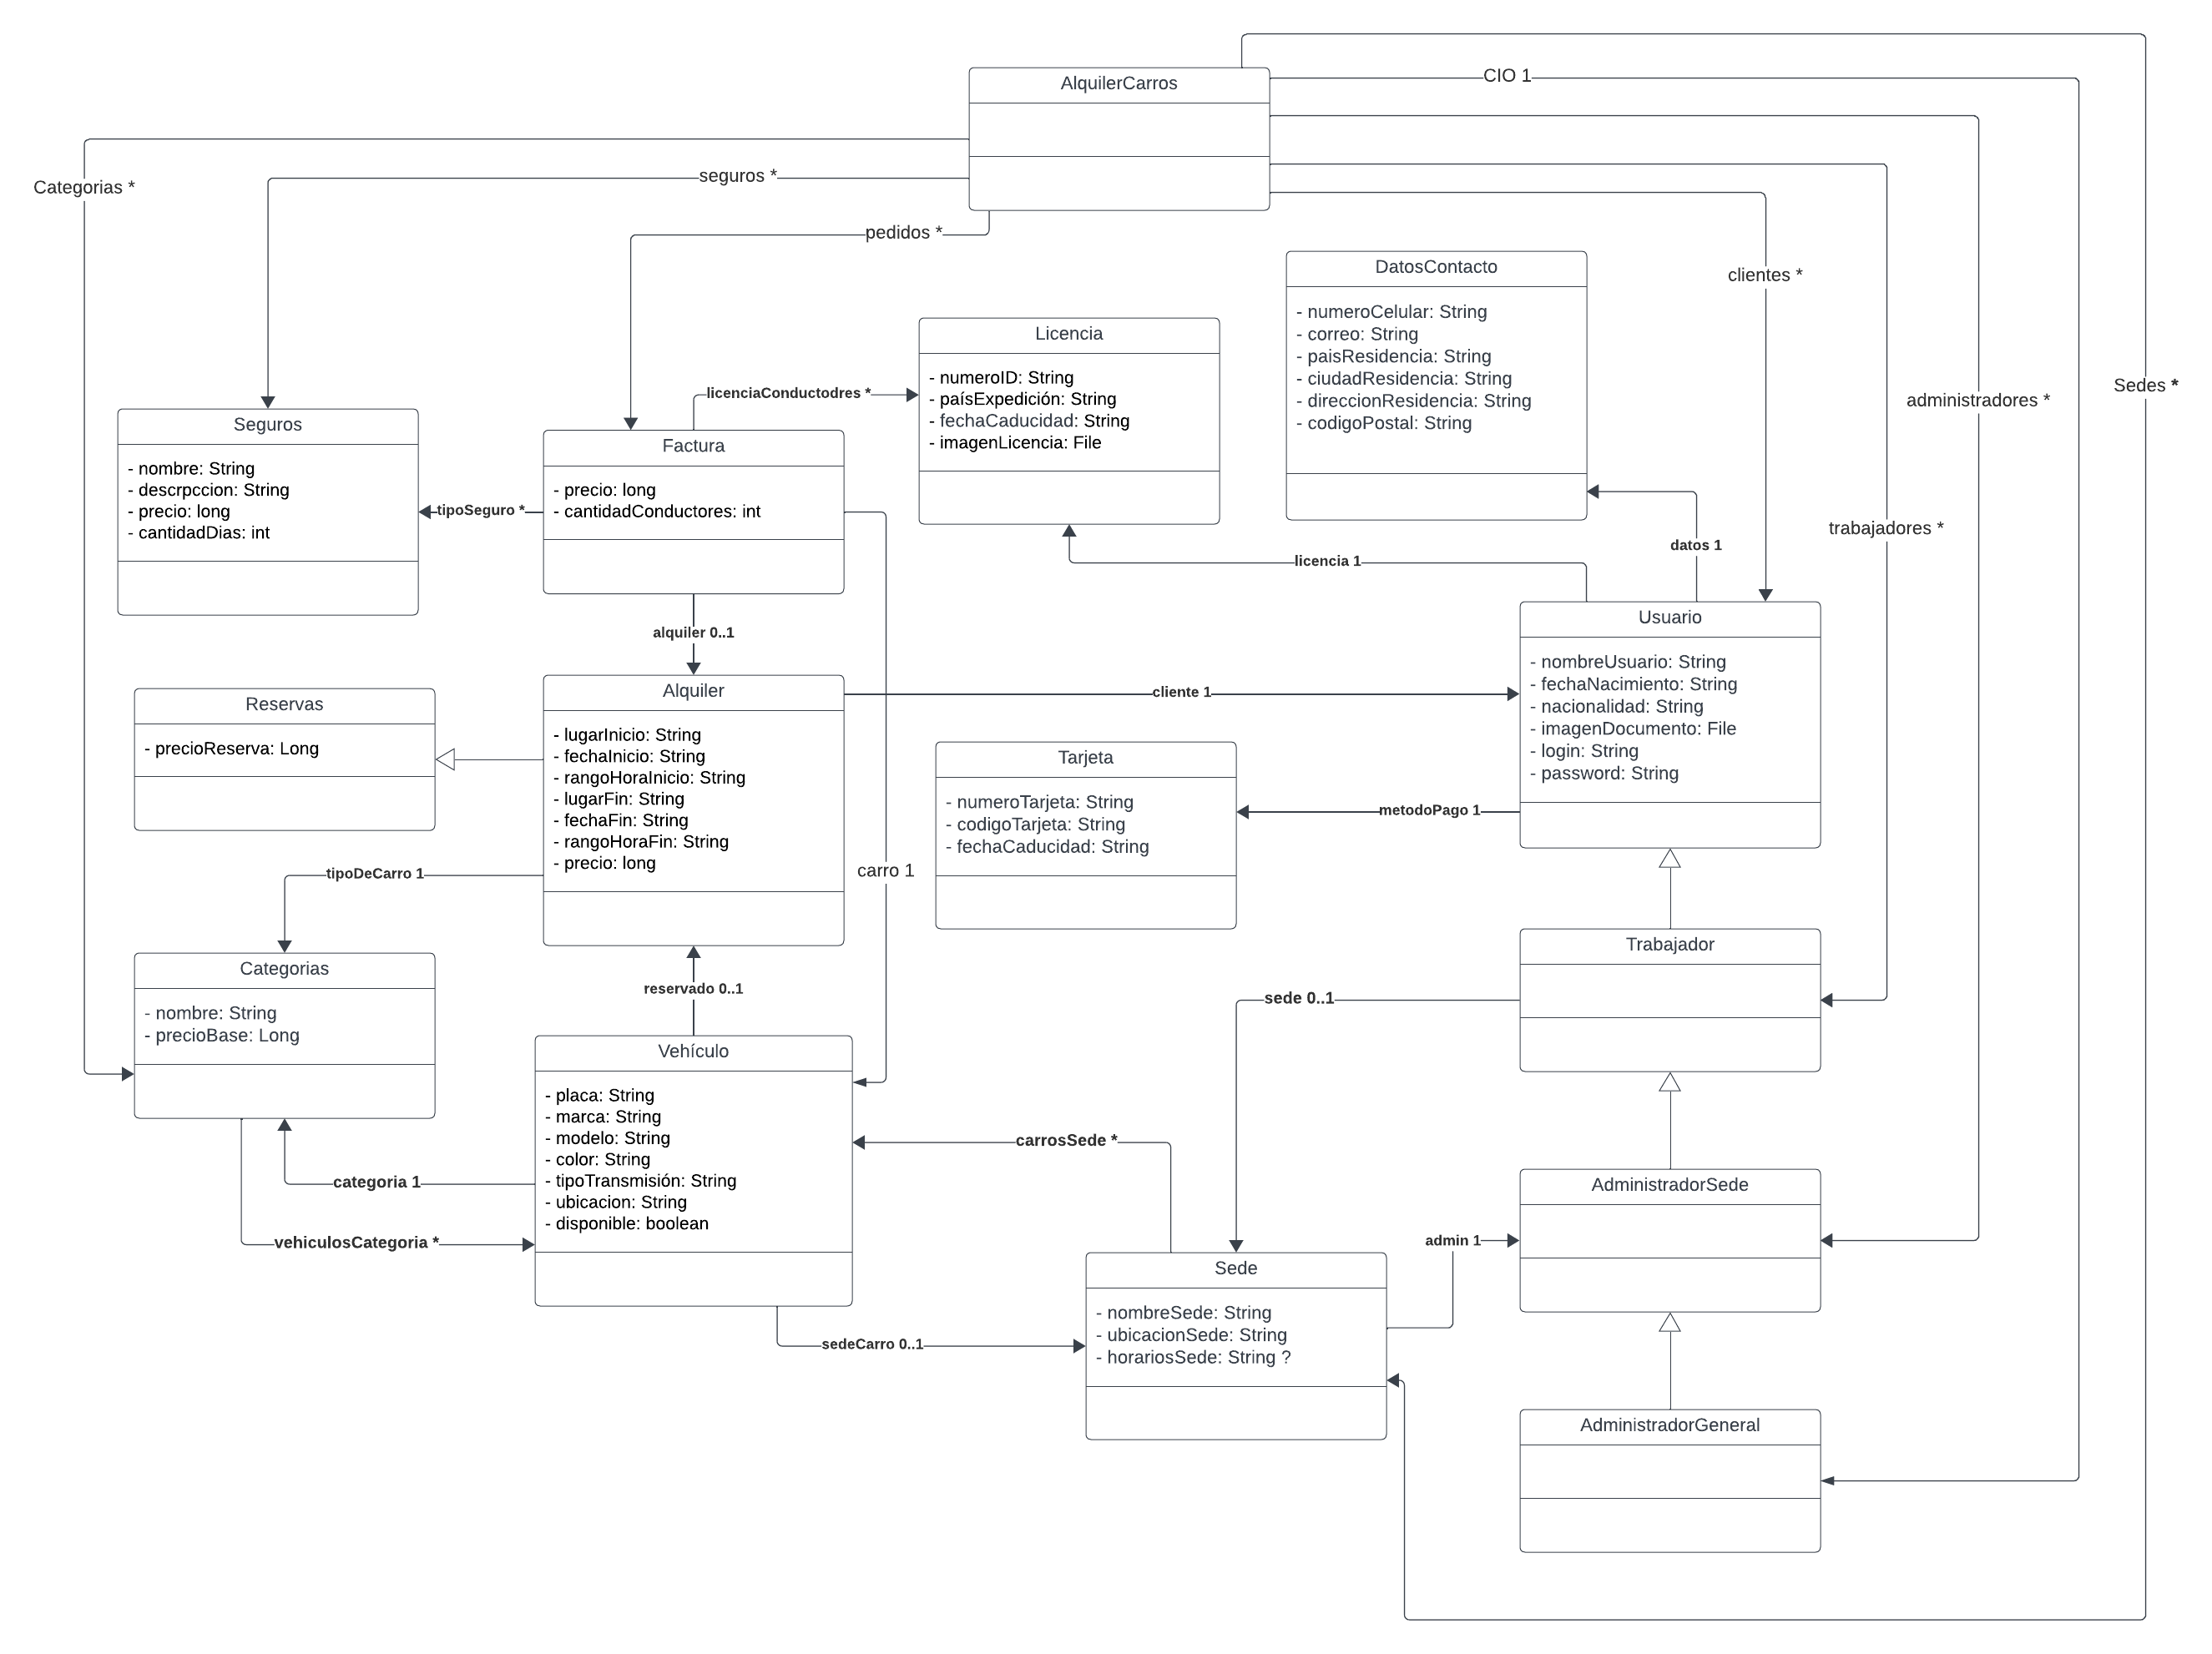 AlquilerCarros
CIO 1
Categorias *
seguros *
pedidos *
clientes *
administradores *
Sedes *
trabajadores *
DatosContacto
- numeroCelular: String
- correo: String
- paisResidencia: String
- ciudadResidencia: String
- direccionResidencia: String
- codigoPostal: String
Licencia
- numeroID: String
- paísExpedición: String
- fechaCaducidad: String
- imagenLicencia: File
licenciaConductodres *
Seguros
- nombre: String
- descrpccion: String
- precio: long
- cantidadDias: int
tipoSeguro *
Factura
- precio: long
- cantidadConductores: int
datos 1
licencia 1
alquiler 0..1
Usuario
- nombreUsuario: String
- fechaNacimiento: String
- nacionalidad: String
- imagenDocumento: File
- login: String
- password: String
cliente 1
Reservas
- precioReserva: Long
Alquiler
- lugarInicio: String
- fechaInicio: String
- rangoHoraInicio: String
- lugarFin: String
- fechaFin: String
- rangoHoraFin: String
- precio: long
Tarjeta
- numeroTarjeta: String
- codigoTarjeta: String
- fechaCaducidad: String
metodoPago 1
tipoDeCarro 1
carro 1
Trabajador
Categorias
- nombre: String
- precioBase: Long
reservado 0..1
sede 0..1
Vehículo
- placa: String
- marca: String
- modelo: String
- color: String
- tipoTransmisión: String
- ubicacion: String
- disponible: boolean
carrosSede *
categoria 1
vehiculosCategoria *
AdministradorSede
admin 1
Sede
- nombreSede: String
- ubicacionSede: String
- horariosSede: String ?
sedeCarro 0..1
AdministradorGeneral